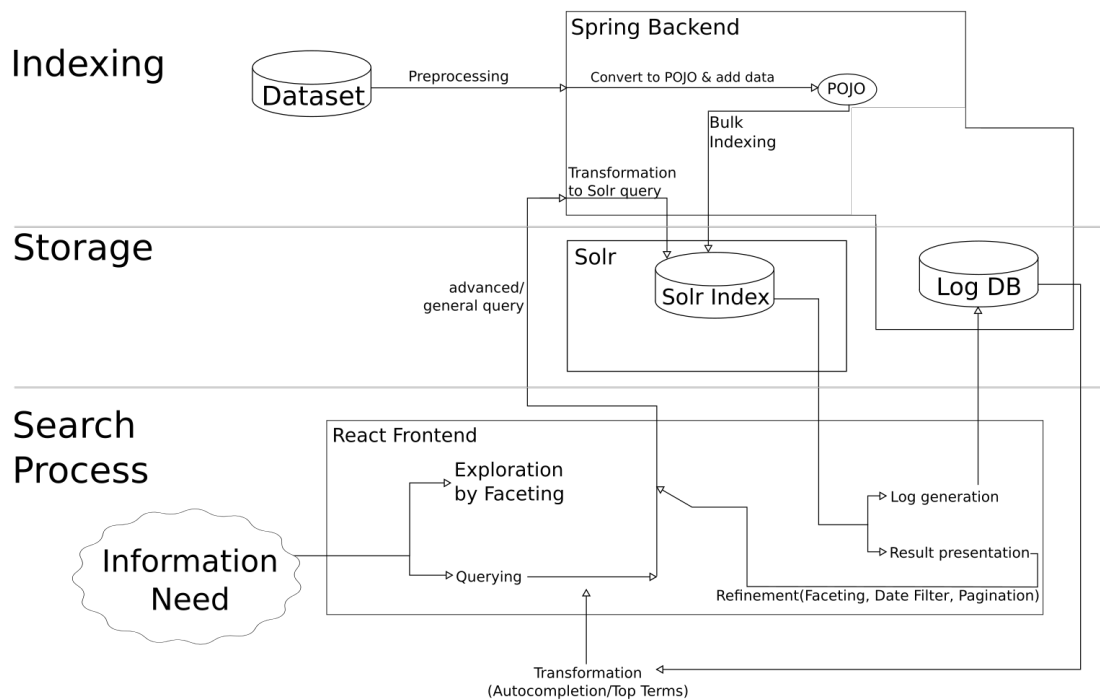 Spring Backend
Indexing
Dataset
Preprocessing
Convert to POJO & add data
POJO
Bulk
Indexing
Transformation
to Solr query
Storage
Solr
Solr Index
Log DB
advanced/
general query
Search
Process
React Frontend
Exploration
by Faceting
Log generation
Information
Need
Querying
Result presentation
Refinement(Faceting, Date Filter, Pagination)
Transformation
(Autocompletion/Top Terms)